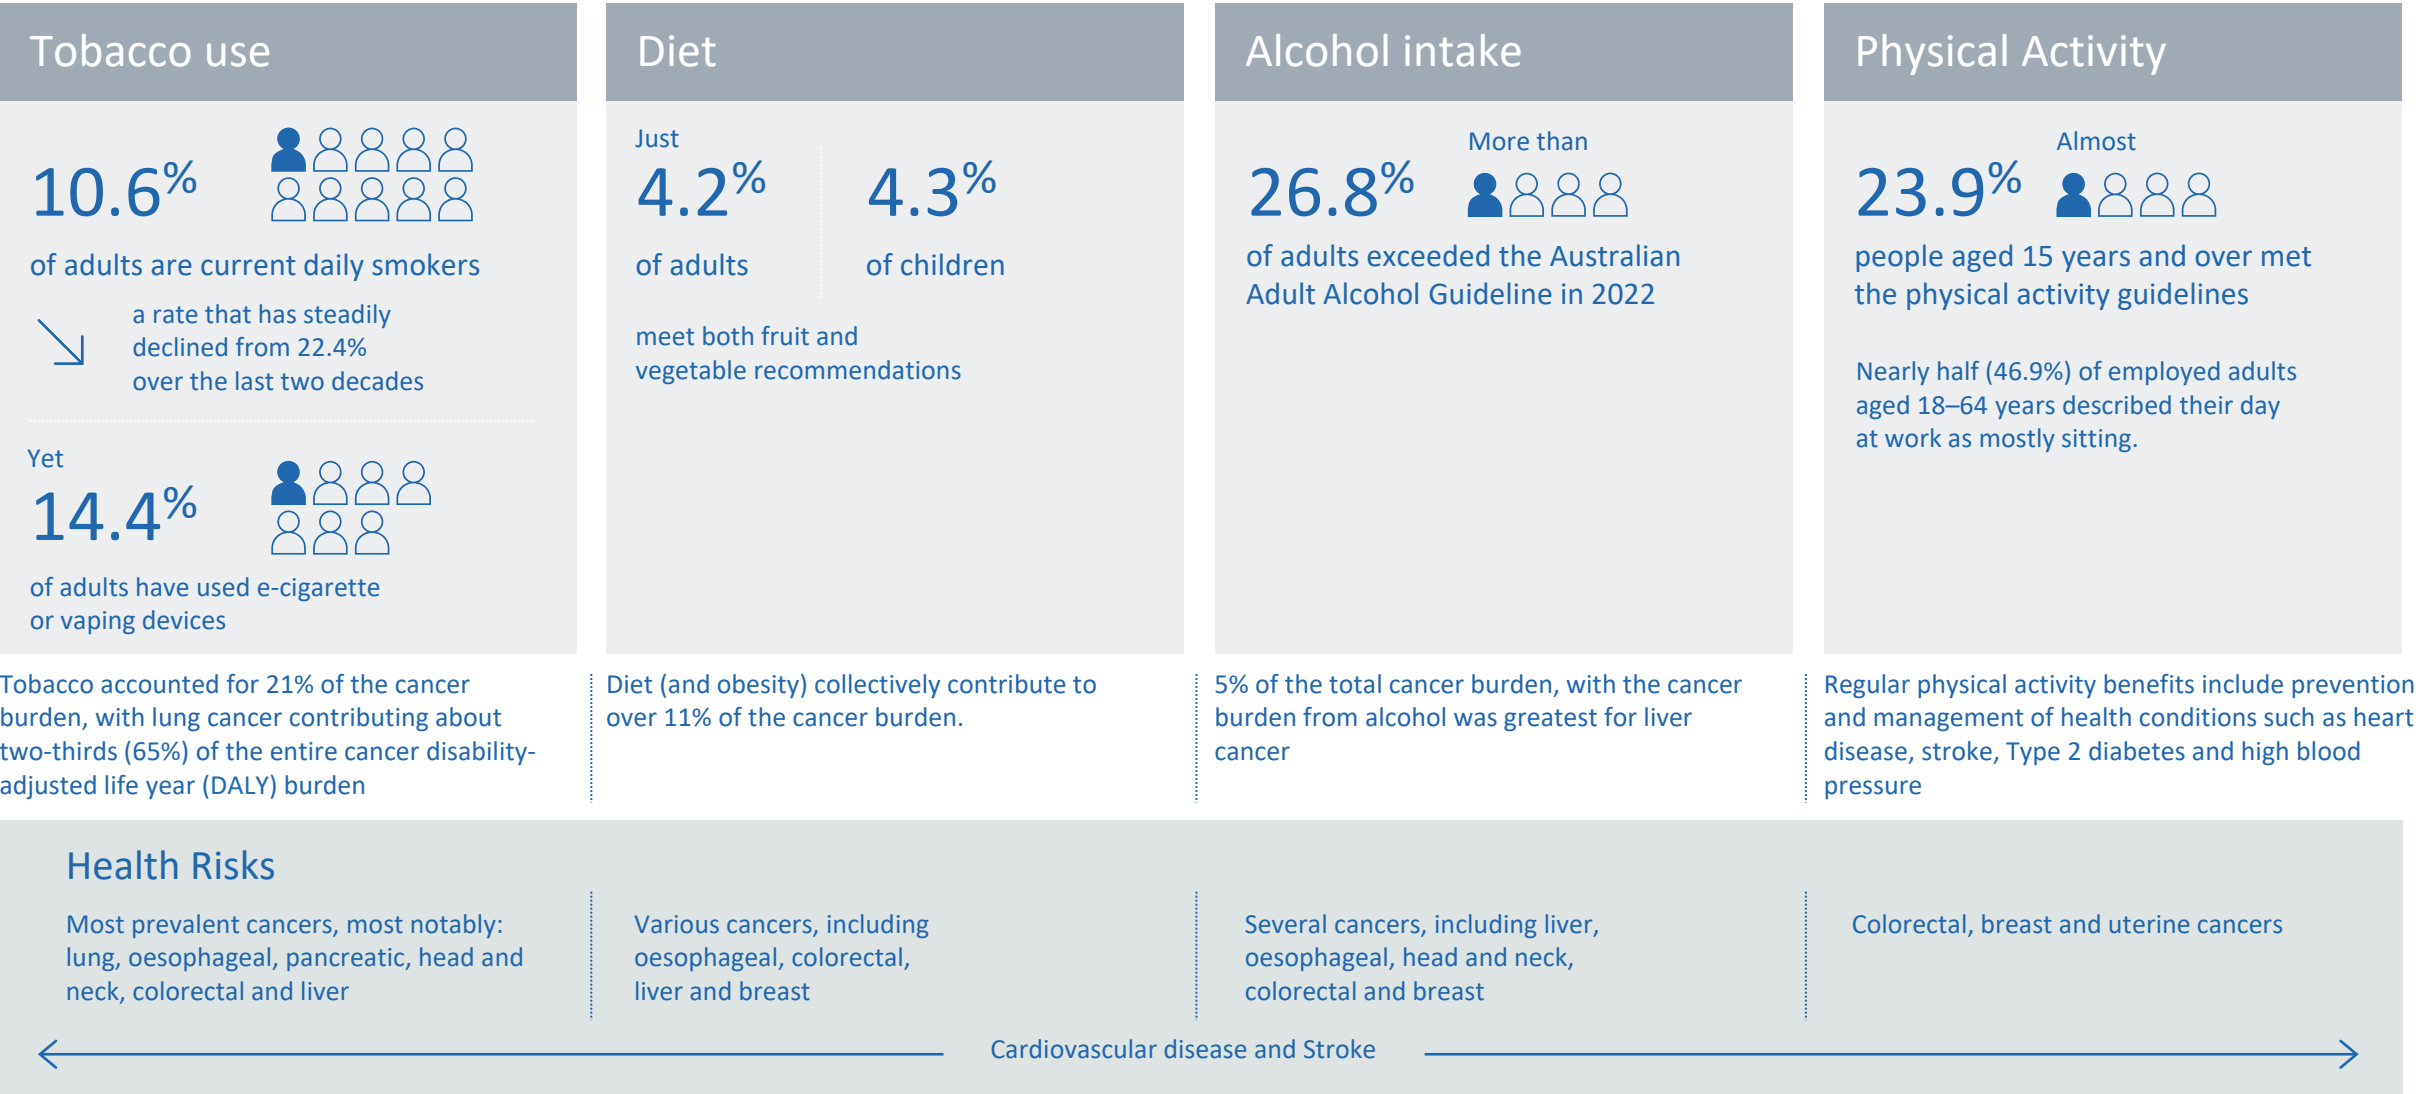 Tobacco use
10.6%
of adults are current daily smokers
a rate that has steadily
declined from 22.4%
over the last two decades
Yet
14.4%
of adults have used e-cigarette
or vaping devices
Tobacco accounted for 21% of the cancer
burden, with lung cancer contributing about
two-thirds (65%) of the entire cancer disability-
adjusted life year (DALY) burden
Diet
Just
4.2%
of adults
4.3%
of children
meet both fruit and
vegetable recommendations
Diet (and obesity) collectively contribute to
over 11% of the cancer burden.
Alcohol intake
26.8%
More than
of adults exceeded the Australian
Adult Alcohol Guideline in 2022
5% of the total cancer burden, with the cancer
burden from alcohol was greatest for liver
cancer
Physical Activity
23.9%
Almost
people aged 15 years and over met
the physical activity guidelines
Nearly half (46.9%) of employed adults
aged 18–64 years described their day
at work as mostly sitting.
Regular physical activity benefits include prevention
and management of health conditions such as heart
disease, stroke, Type 2 diabetes and high blood
pressure
Health Risks
Most prevalent cancers, most notably:
lung, oesophageal, pancreatic, head and
neck, colorectal and liver
Various cancers, including
oesophageal, colorectal,
liver and breast
Several cancers, including liver,
oesophageal, head and neck,
colorectal and breast
Colorectal, breast and uterine cancers
Cardiovascular disease and Stroke